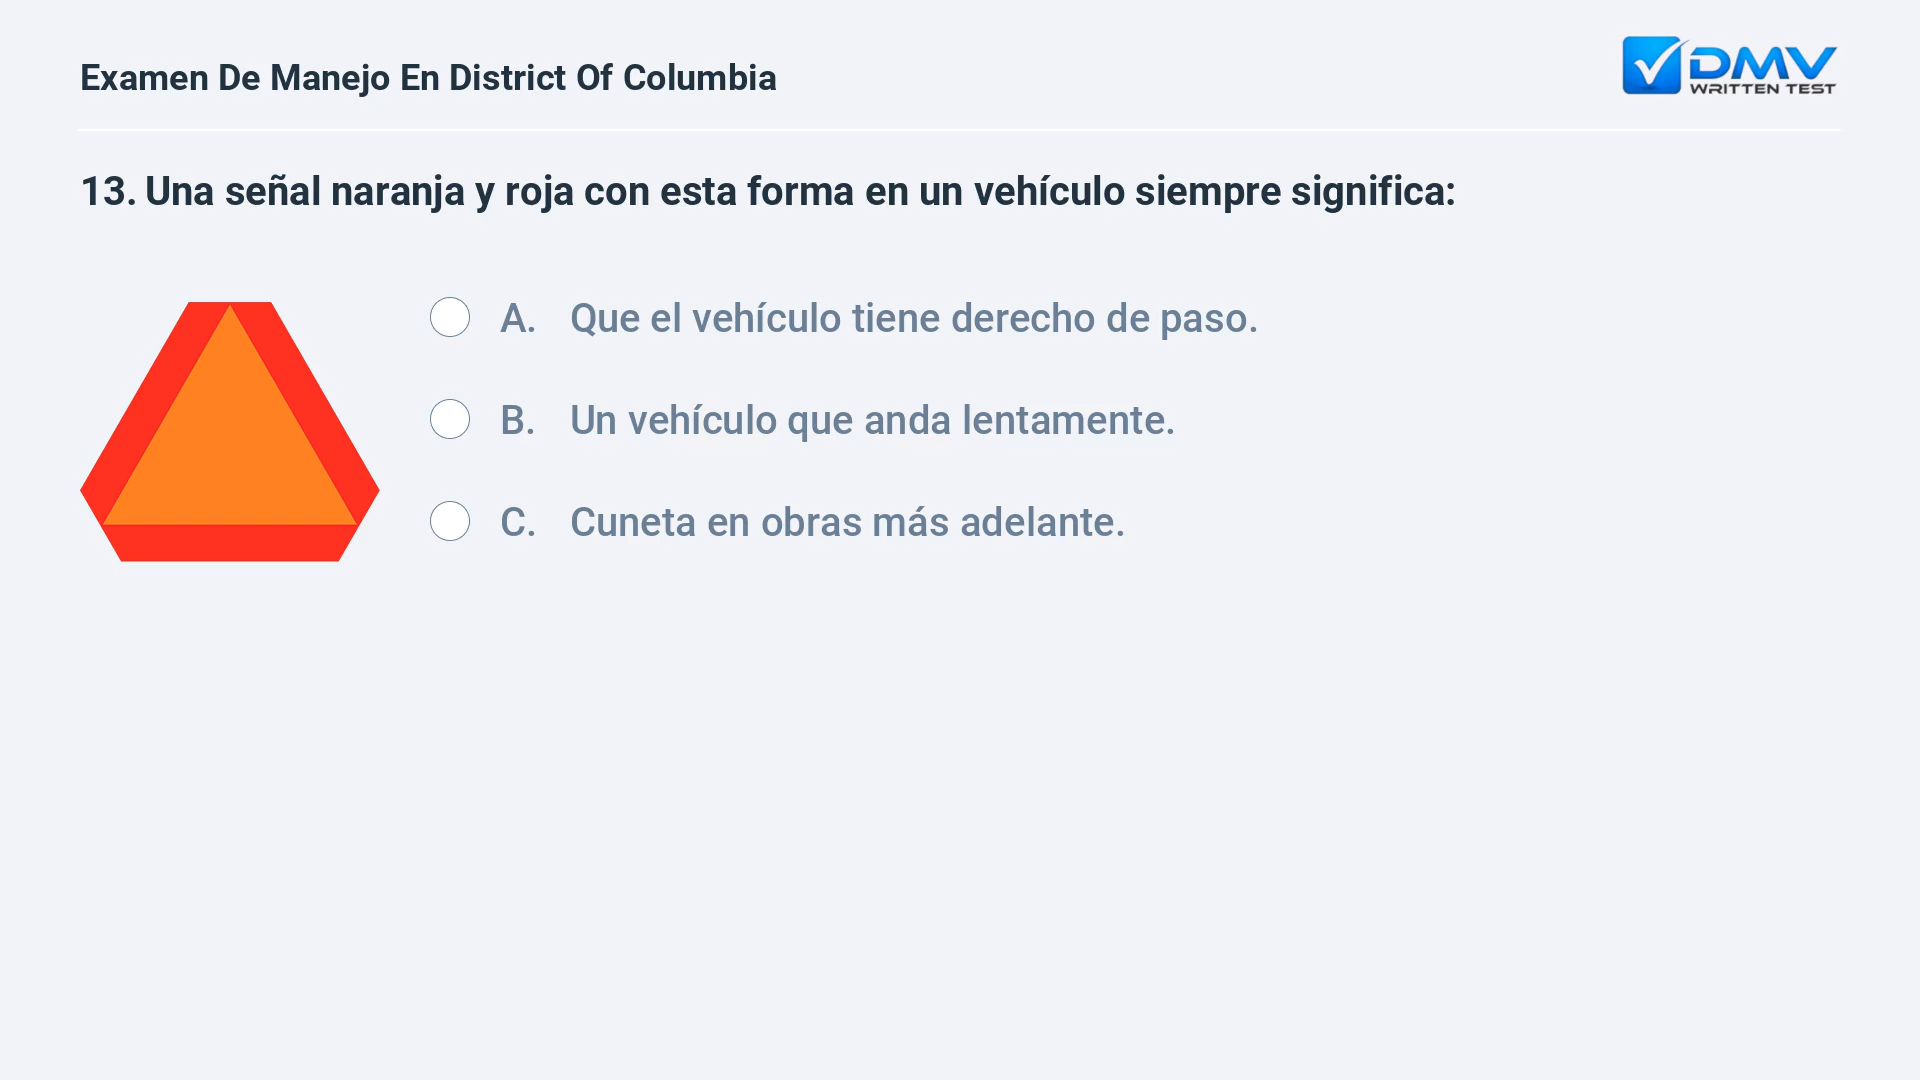 Examen De Manejo En District Of Columbia
DMV
WRITTEN TEST
13. Una señal naranja y roja con esta forma en un vehículo siempre significa:
A. Que el vehículo tiene derecho de paso.
B. Un vehículo que anda lentamente.
C. Cuneta en obras más adelante.